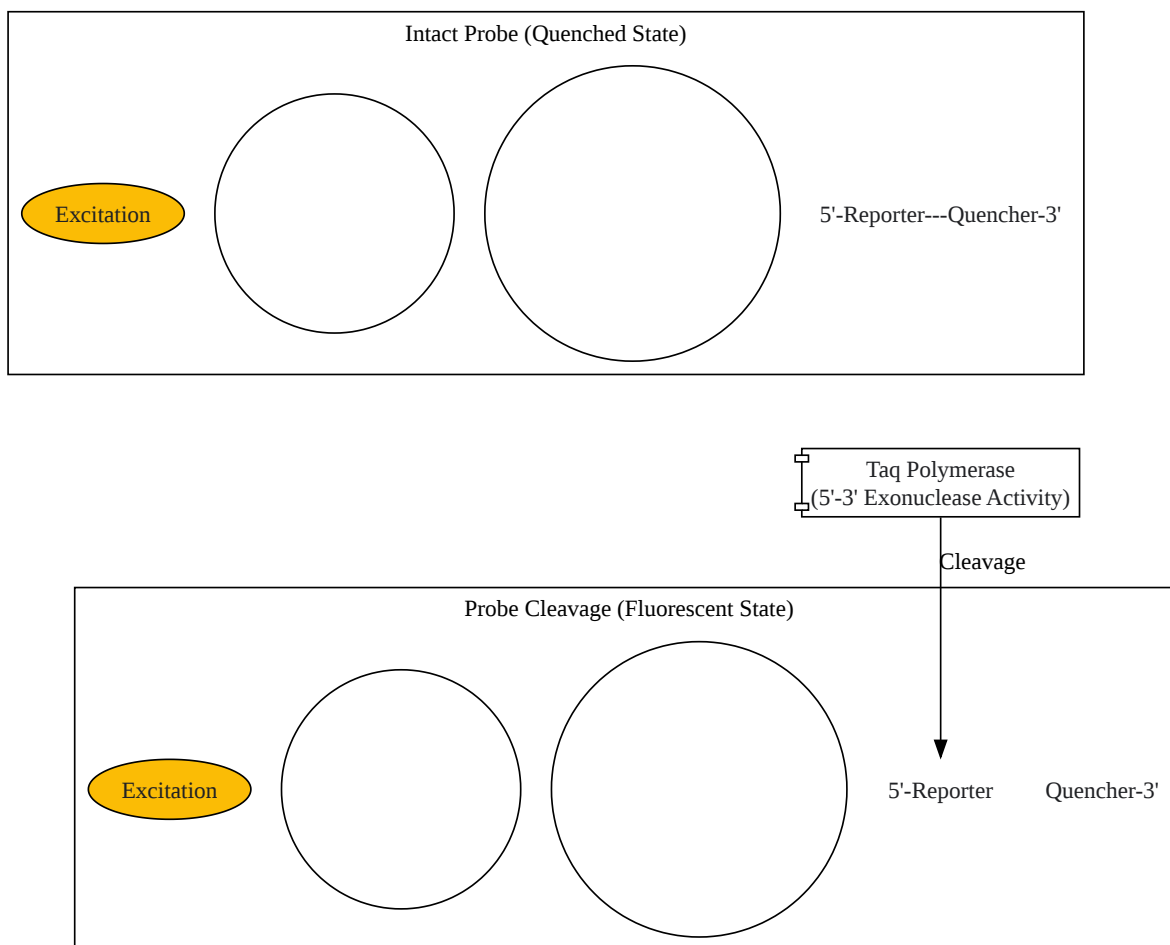 Intact Probe (Quenched State)
Excitation
5'-Reporter---Quencher-3'
Taq Polymerase
(5'-3' Exonuclease Activity)
Cleavage
Probe Cleavage (Fluorescent State)
Excitation
5'-Reporter
Quencher-3'